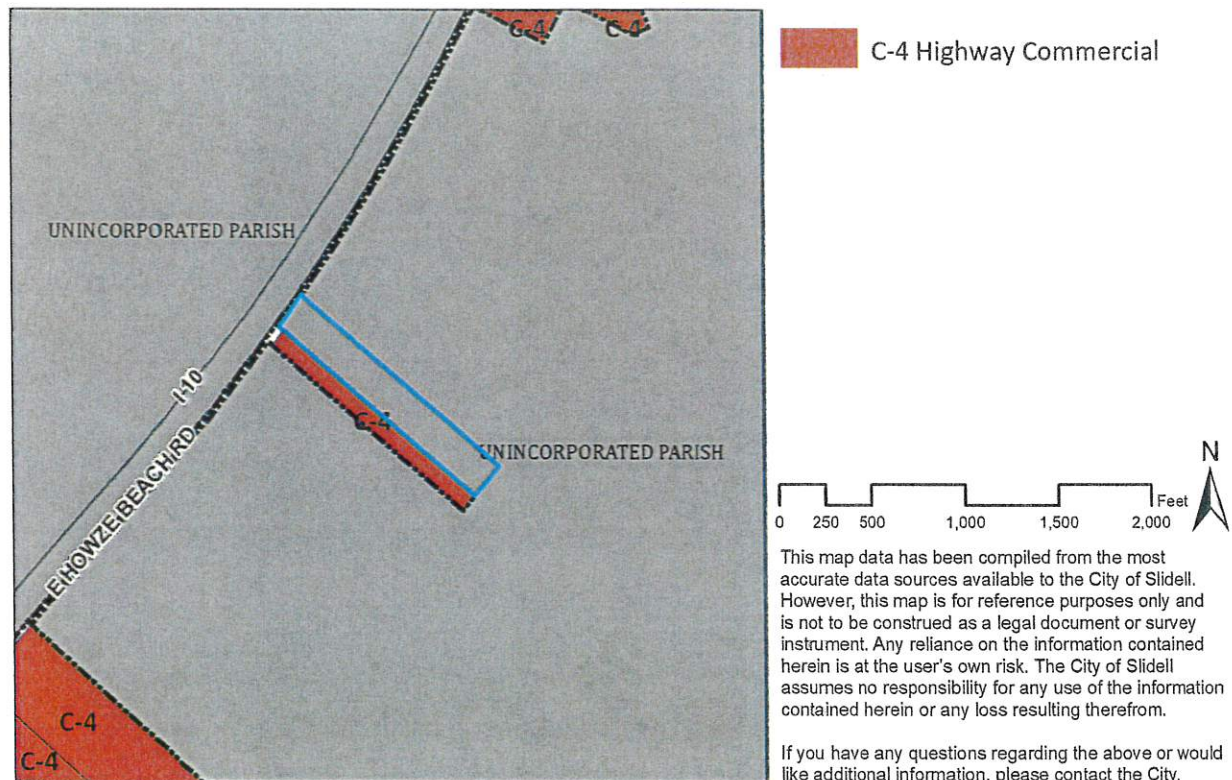 C-4
C-4
C-4 Highway Commercial
UNINCORPORATED PARISH
I-10
C-4
UNINCORPORATED PARISH
E HOWZE BEACH RD
C-4
C-4
N
Feet
0 250 500 1,000 1,500 2,000
This map data has been compiled from the most
accurate data sources available to the City of Slidell.
However, this map is for reference purposes only and
is not to be construed as a legal document or survey
instrument. Any reliance on the information contained
herein is at the user's own risk. The City of Slidell
assumes no responsibility for any use of the information
contained herein or any loss resulting therefrom.
If you have any questions regarding the above or would
like additional information, please contact the City.